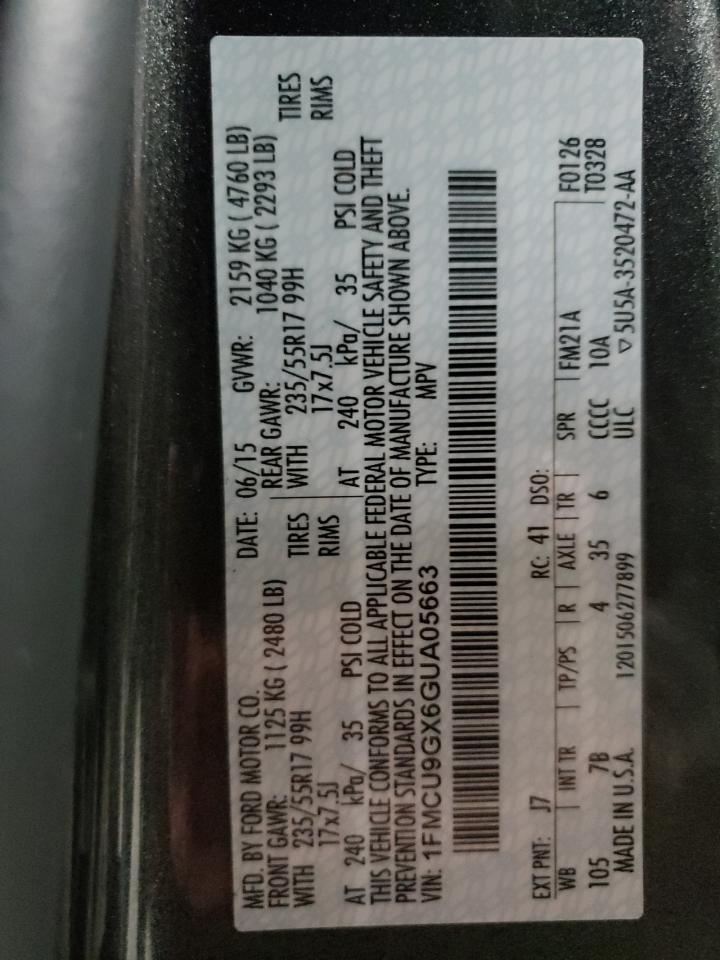 MFD. BY FORD MOTOR CO. DATE: 06/15 GVWR: 2159 KG ( 4760 LB)
FRONT GAWR: 1125 KG ( 2480 LB) REAR GAWR: 1040 KG ( 2293 LB)
WITH 235/55R17 99H TIRES WITH 235/55R17 99H TIRES
17x7.5J RIMS 17x7.5J RIMS
AT 240 kPa/ 35 PSI COLD AT 240 kPa/ 35 PSI COLD
THIS VEHICLE CONFORMS TO ALL APPLICABLE FEDERAL MOTOR VEHICLE SAFETY AND THEFT
PREVENTION STANDARDS IN EFFECT ON THE DATE OF MANUFACTURE SHOWN ABOVE.
VIN: 1FMCU9GX6GUA05663 TYPE: MPV
EXT PNT: J7 RC: 41 DSO:
WB INT TR TP/PS R AXLE TR SPR FM21A F0126
105 7B 4 35 6 CCCC 10A T0328
MADE IN U.S.A. 1201506277899 ULC ▽5U5A-3520472-AA